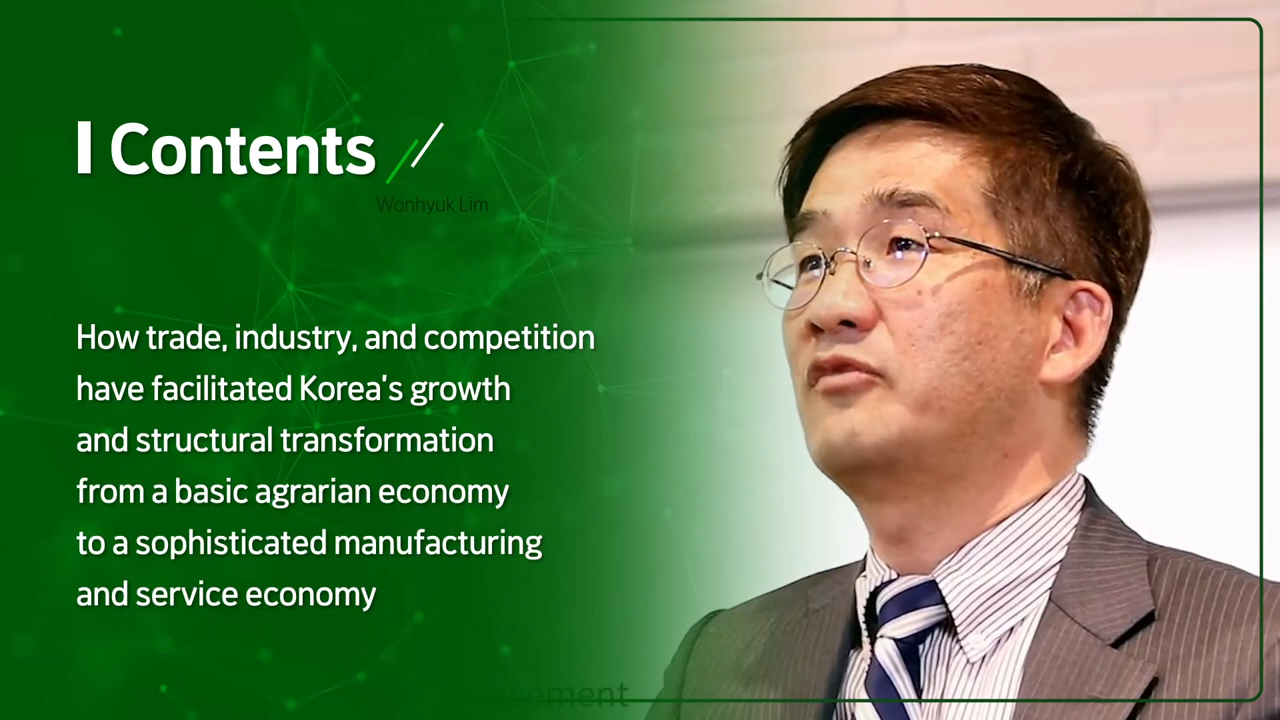 Contents
Wonhyuk Lim
How trade, industry, and competition
have facilitated Korea's growth
and structural transformation
from a basic agrarian economy
to a sophisticated manufacturing
and service economy